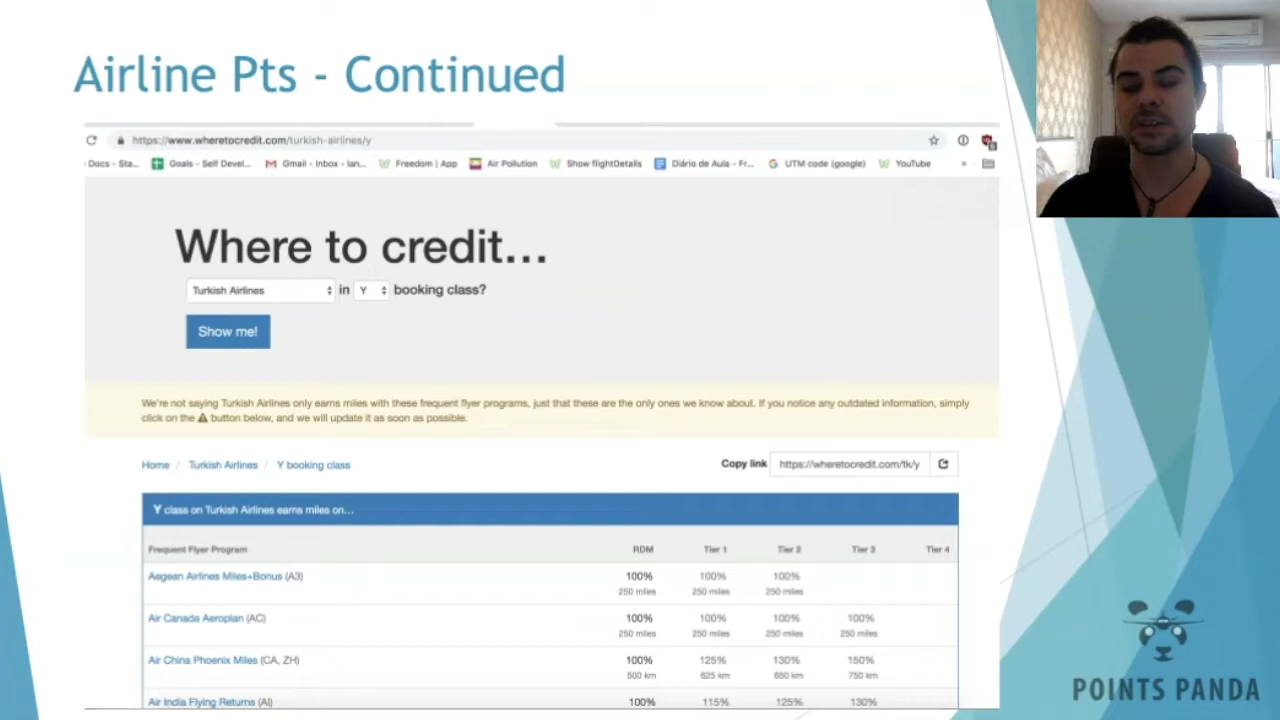 Airline Pts - Continued
https://www.wheretocredit.com/turkish-airlines/y
Docs - Sta... Goals - Self Devel... Gmail - Inbox - Ian... Freedom | App Air Pollution Show flightDetails Diário de Aula - Fr... UTM code (google) YouTube »
Where to credit...
Turkish Airlines in Y booking class?
Show me!
We're not saying Turkish Airlines only earns miles with these frequent flyer programs, just that these are the only ones we know about. If you notice any outdated information, simply
click on the button below, and we will update it as soon as possible.
Home / Turkish Airlines / Y booking class Copy link https://wheretocredit.com/tk/y
Y class on Turkish Airlines earns miles on...
Frequent Flyer Program RDM Tier 1 Tier 2 Tier 3 Tier 4
Aegean Airlines Miles+Bonus (A3) 100% 100% 100%
250 miles 250 miles 250 miles
Air Canada Aeroplan (AC) 100% 100% 100% 100%
250 miles 250 miles 250 miles 250 miles
Air China Phoenix Miles (CA, ZH) 100% 125% 130% 150%
500 km 625 km 650 km 750 km
Air India Flying Returns (AI) 100% 115% 125% 130%
POINTS PANDA